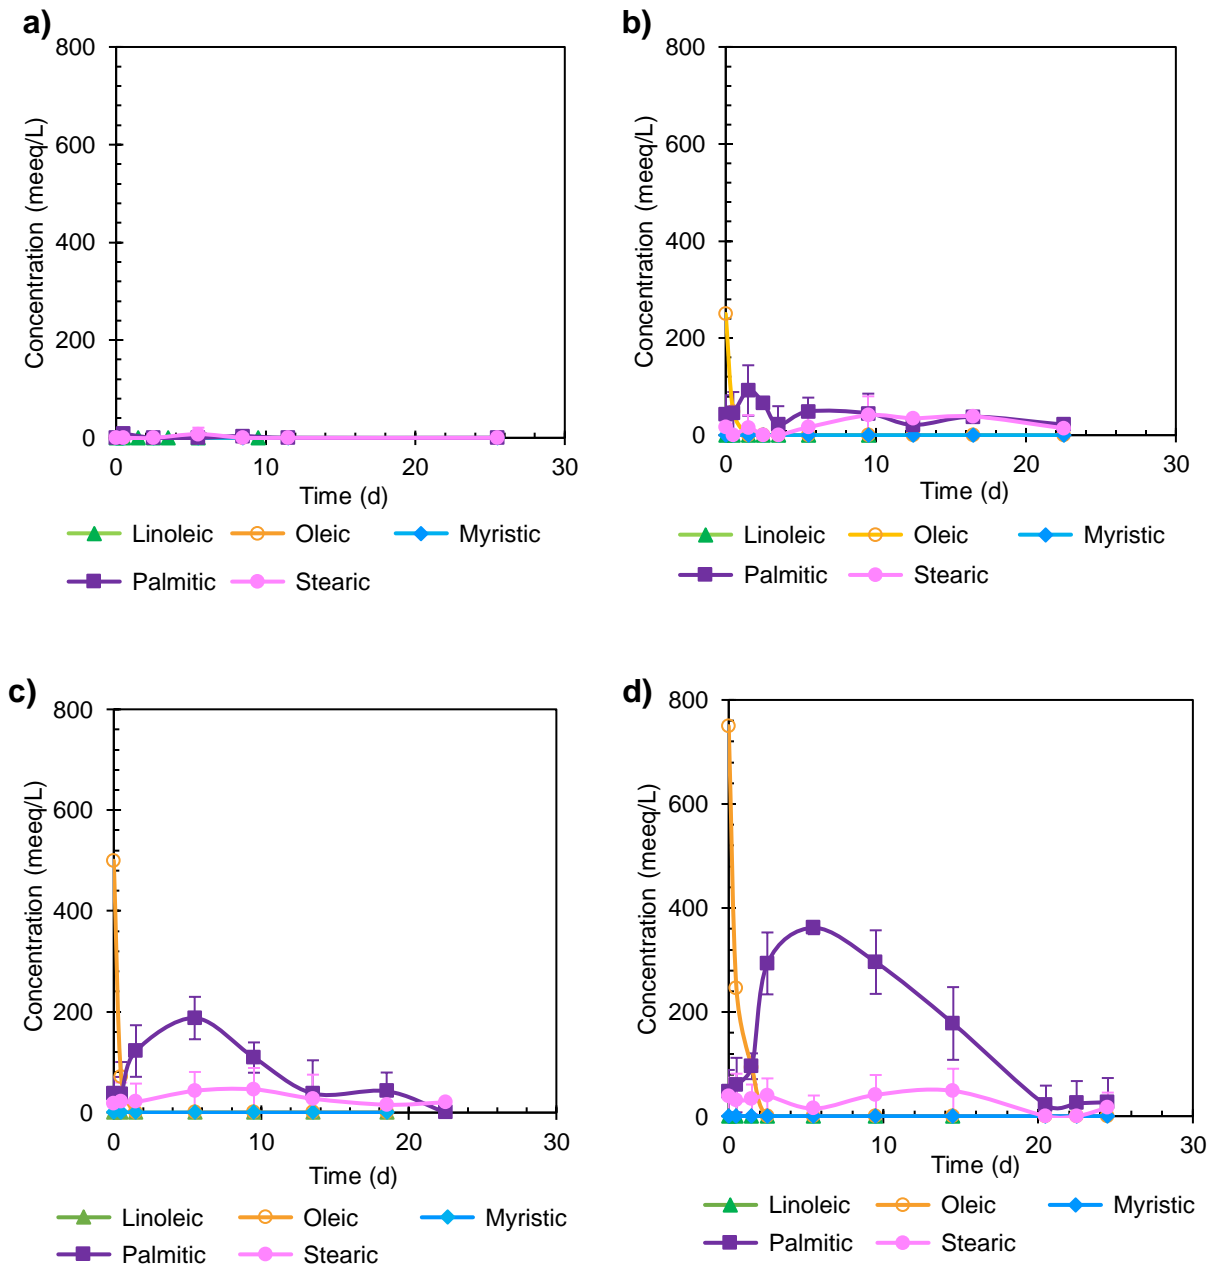 a)
800
600
400
200
0
Concentration (meeq/L)
0 10 20 30
Time (d)
Linoleic Oleic Myristic
Palmitic Stearic
b)
800
600
400
200
0
Concentration (meeq/L)
0 10 20 30
Time (d)
Linoleic Oleic Myristic
Palmitic Stearic
c)
800
600
400
200
0
Concentration (meeq/L)
0 10 20 30
Time (d)
Linoleic Oleic Myristic
Palmitic Stearic
d)
800
600
400
200
0
Concentration (meeq/L)
0 10 20 30
Time (d)
Linoleic Oleic Myristic
Palmitic Stearic